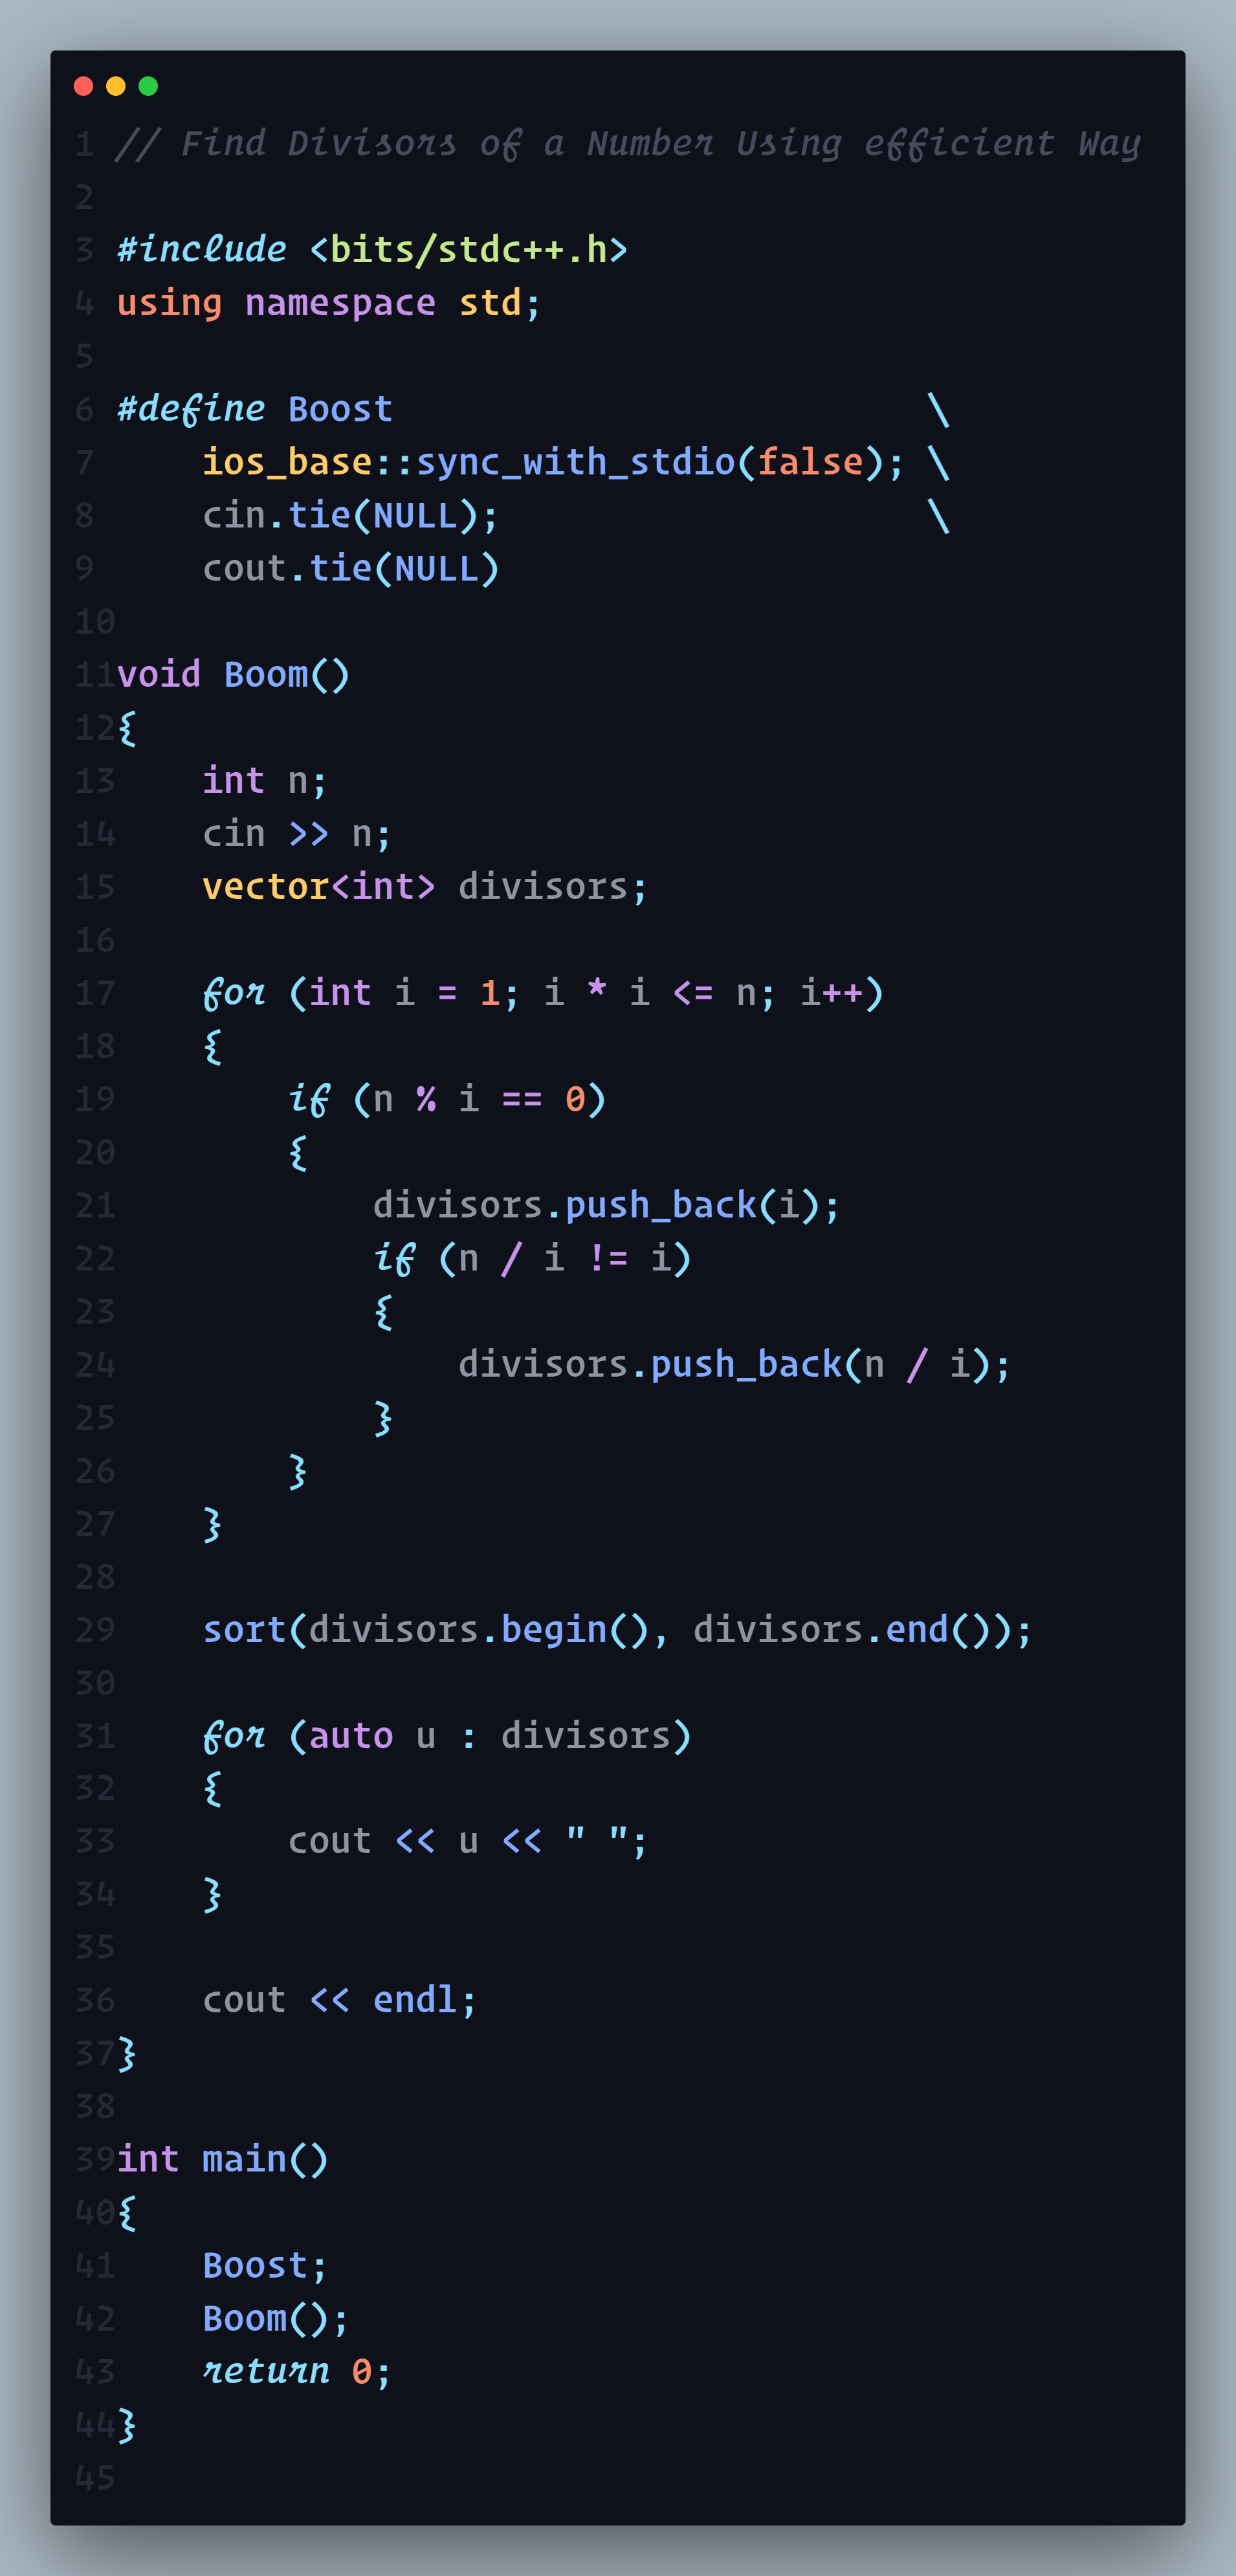 1 // Find Divisors of a Number Using efficient Way
2
3 #include <bits/stdc++.h>
4 using namespace std;
5
6 #define Boost                         \
7     ios_base::sync_with_stdio(false); \
8     cin.tie(NULL);                    \
9     cout.tie(NULL)
10
11 void Boom()
12 {
13     int n;
14     cin >> n;
15     vector<int> divisors;
16
17     for (int i = 1; i * i <= n; i++)
18     {
19         if (n % i == 0)
20         {
21             divisors.push_back(i);
22             if (n / i != i)
23             {
24                 divisors.push_back(n / i);
25             }
26         }
27     }
28
29     sort(divisors.begin(), divisors.end());
30
31     for (auto u : divisors)
32     {
33         cout << u << " ";
34     }
35
36     cout << endl;
37 }
38
39 int main()
40 {
41     Boost;
42     Boom();
43     return 0;
44 }
45